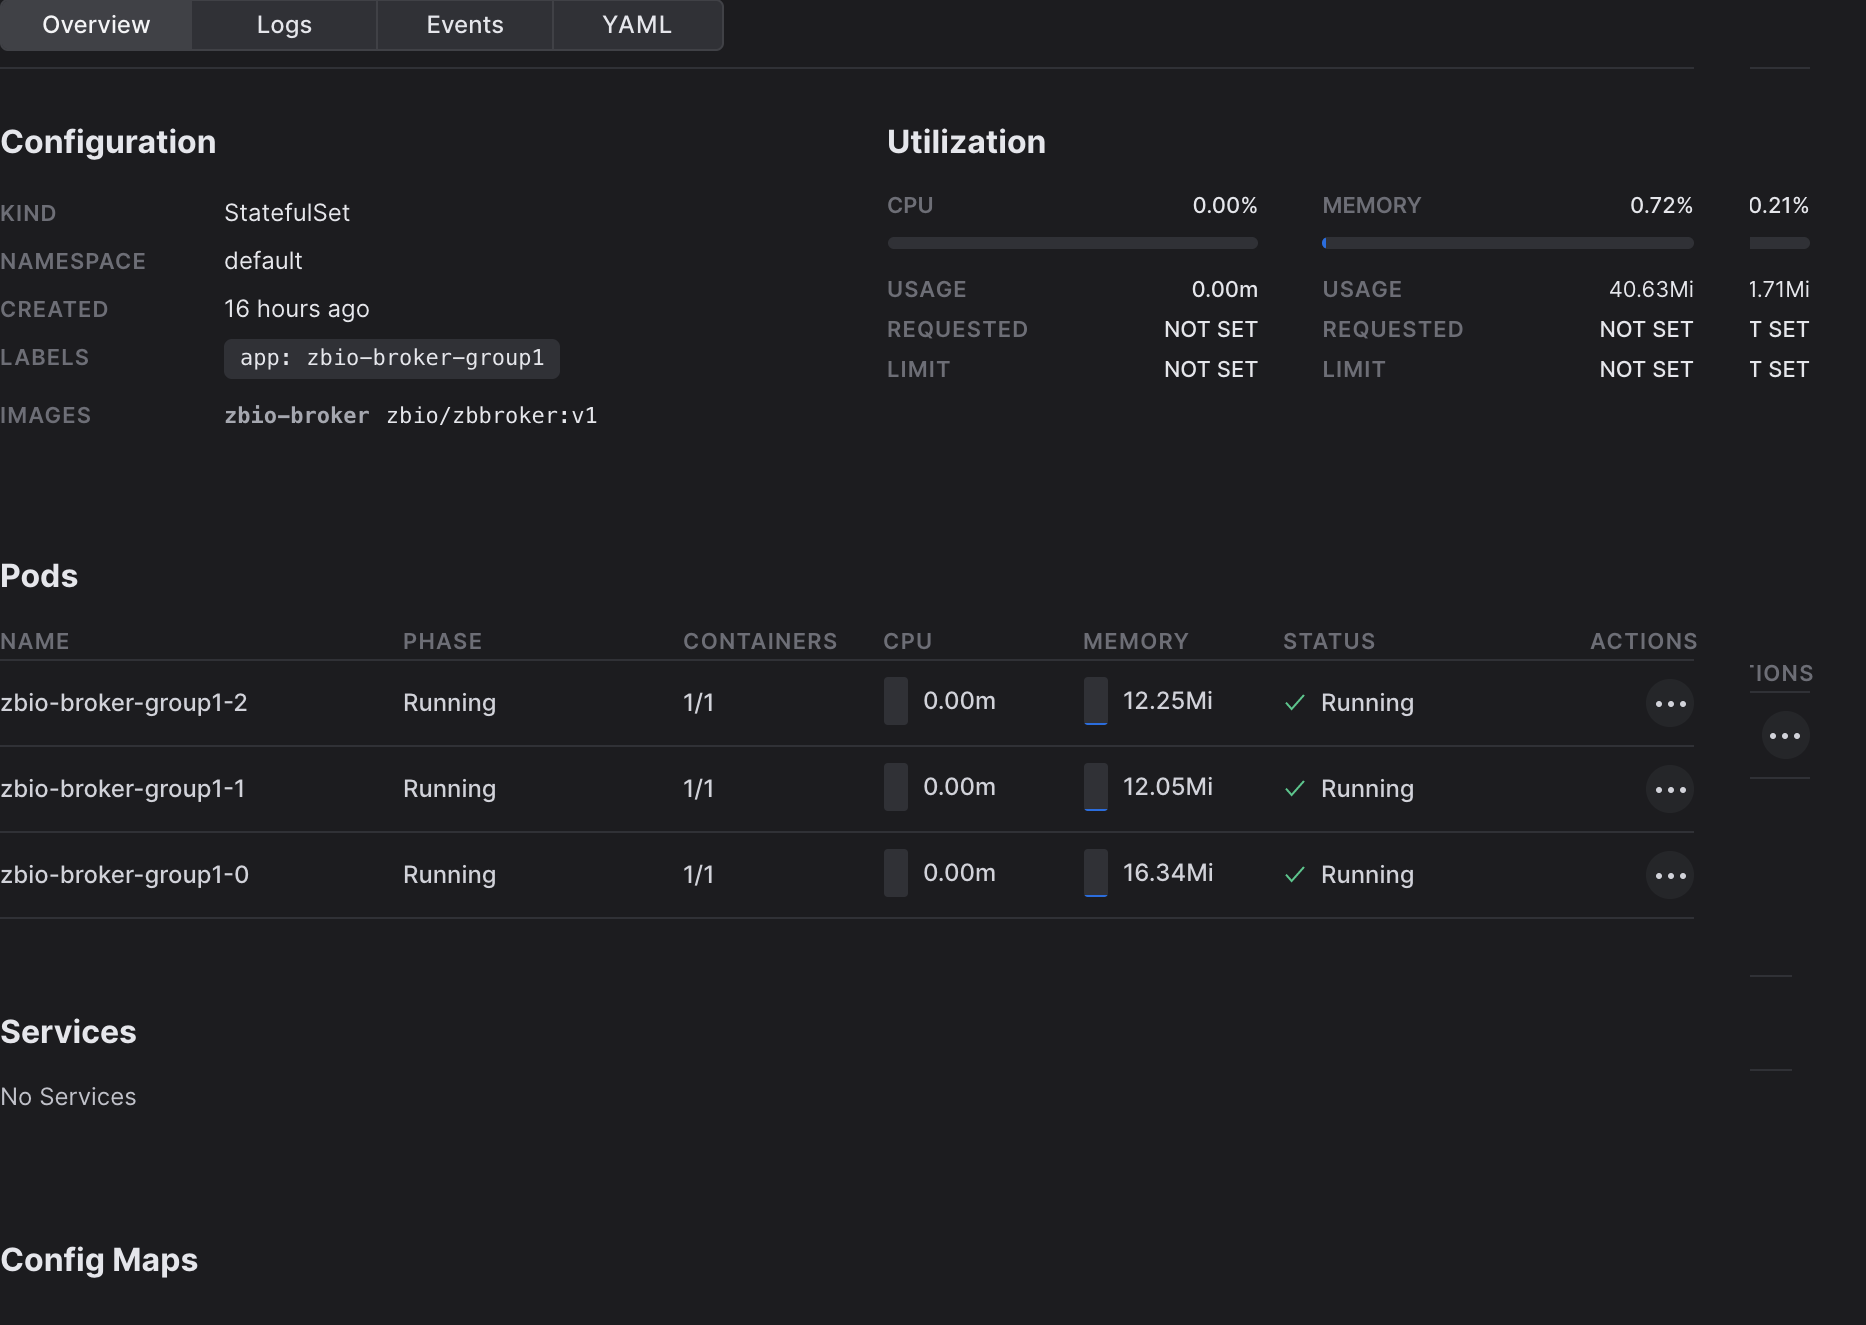 Overview Logs Events YAML
Configuration
Utilization
KIND StatefulSet
NAMESPACE default
CREATED 16 hours ago
LABELS app: zbio-broker-group1
IMAGES zbio-broker zbio/zbbroker:v1
CPU 0.00% MEMORY 0.72% 0.21%
USAGE 0.00m USAGE 40.63Mi 1.71Mi
REQUESTED NOT SET REQUESTED NOT SET T SET
LIMIT NOT SET LIMIT NOT SET T SET
Pods
NAME PHASE CONTAINERS CPU MEMORY STATUS ACTIONS
IONS
zbio-broker-group1-2 Running 1/1 0.00m 12.25Mi Running
zbio-broker-group1-1 Running 1/1 0.00m 12.05Mi Running
zbio-broker-group1-0 Running 1/1 0.00m 16.34Mi Running
Services
No Services
Config Maps